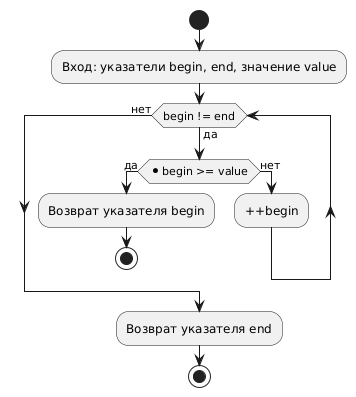 Вход: указатели begin, end, значение value
нет
begin != end
да
да
• begin >= value
нет
Возврат указателя begin
++begin
Возврат указателя end